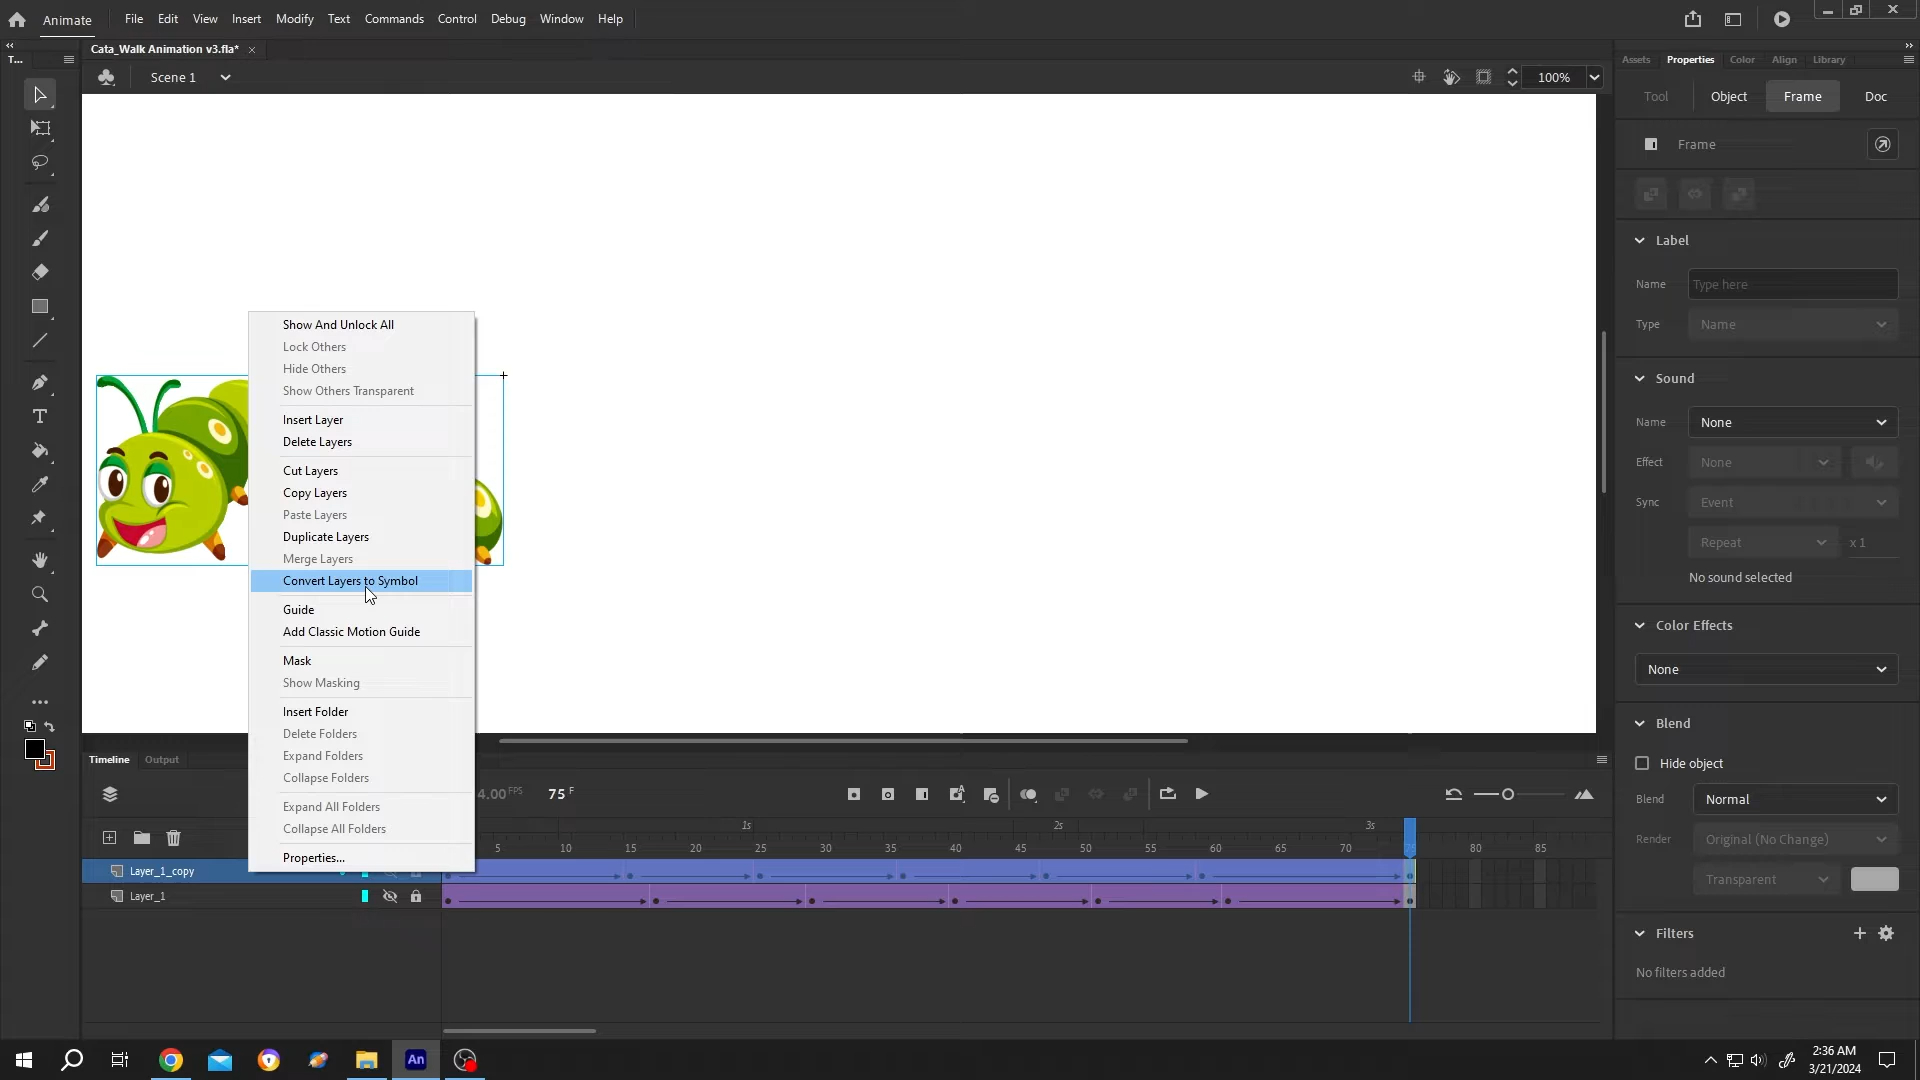 Animate File Edit View Insert Modify Text Commands Control Debug Window Help
T... Cata_Walk Animation v3.fla* Assets Properties Color Align Library
Scene 1 100%
Tool Object Frame Doc
Frame
Label
Name Type here
Type Name
Sound
Name None
Effect None
Sync Event
Repeat x 1
No sound selected
Color Effects
None
Blend
Hide object
Blend Normal
Render Original (No Change)
Transparent
Filters
No filters added
Show And Unlock All
Lock Others
Hide Others
Show Others Transparent
Insert Layer
Delete Layers
Cut Layers
Copy Layers
Paste Layers
Duplicate Layers
Merge Layers
Convert Layers to Symbol
Guide
Add Classic Motion Guide
Mask
Show Masking
Insert Folder
Delete Folders
Expand Folders
Collapse Folders
Expand All Folders
Collapse All Folders
Properties...
Timeline Output
4.00 FPS 75 F
1s 2s 3s
5 10 15 20 25 30 35 40 45 50 55 60 65 70 75 80 85
Layer_1_copy
Layer_1
An
2:36 AM
3/21/2024